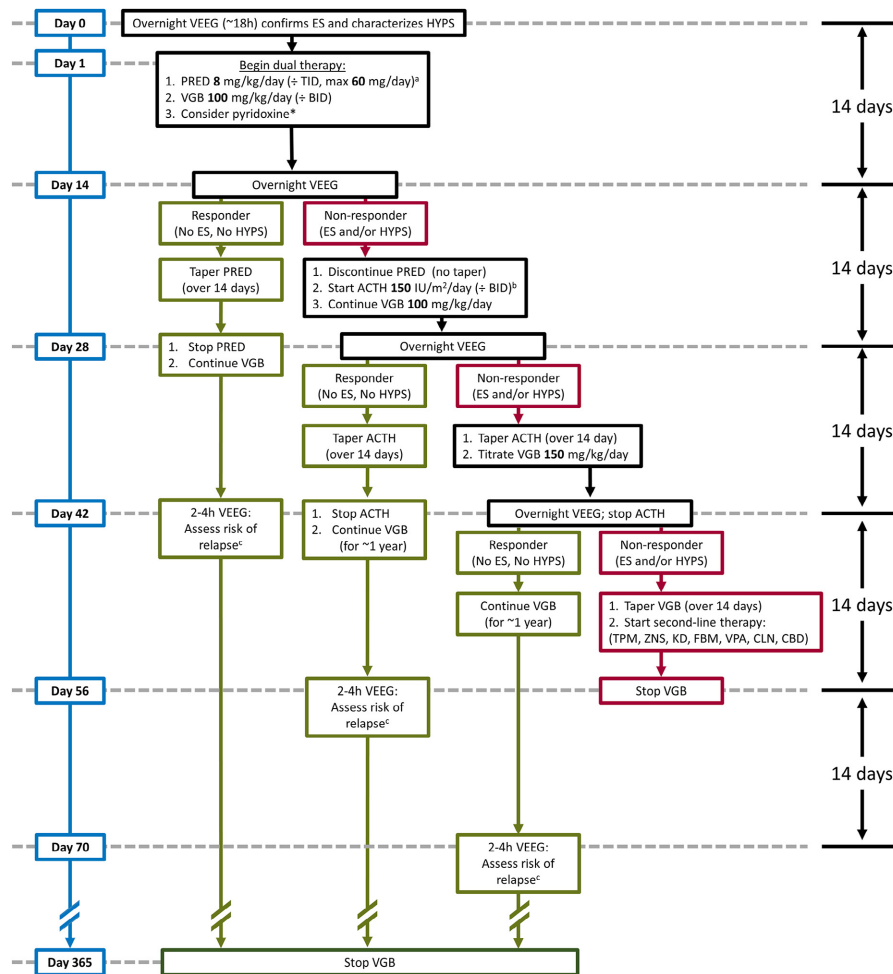 Day 0
Overnight VEEG (~18h) confirms ES and characterizes HYPS
Day 1
Begin dual therapy:
1. PRED 8 mg/kg/day (÷ TID, max 60 mg/day)ᵃ
2. VGB 100 mg/kg/day (÷ BID)
3. Consider pyridoxine*
14 days
Day 14
Overnight VEEG
Responder
(No ES, No HYPS)
Non-responder
(ES and/or HYPS)
Taper PRED
(over 14 days)
1. Discontinue PRED (no taper)
2. Start ACTH 150 IU/m²/day (÷ BID)ᵇ
3. Continue VGB 100 mg/kg/day
14 days
Day 28
1. Stop PRED
2. Continue VGB
Overnight VEEG
Responder
(No ES, No HYPS)
Non-responder
(ES and/or HYPS)
Taper ACTH
(over 14 days)
1. Taper ACTH (over 14 day)
2. Titrate VGB 150 mg/kg/day
14 days
Day 42
2-4h VEEG:
Assess risk of
relapseᶜ
1. Stop ACTH
2. Continue VGB
(for ~1 year)
Overnight VEEG; stop ACTH
Responder
(No ES, No HYPS)
Non-responder
(ES and/or HYPS)
Continue VGB
(for ~1 year)
1. Taper VGB (over 14 days)
2. Start second-line therapy:
(TPM, ZNS, KD, FBM, VPA, CLN, CBD)
14 days
Day 56
2-4h VEEG:
Assess risk of
relapseᶜ
Stop VGB
14 days
Day 70
2-4h VEEG:
Assess risk of
relapseᶜ
Day 365
Stop VGB